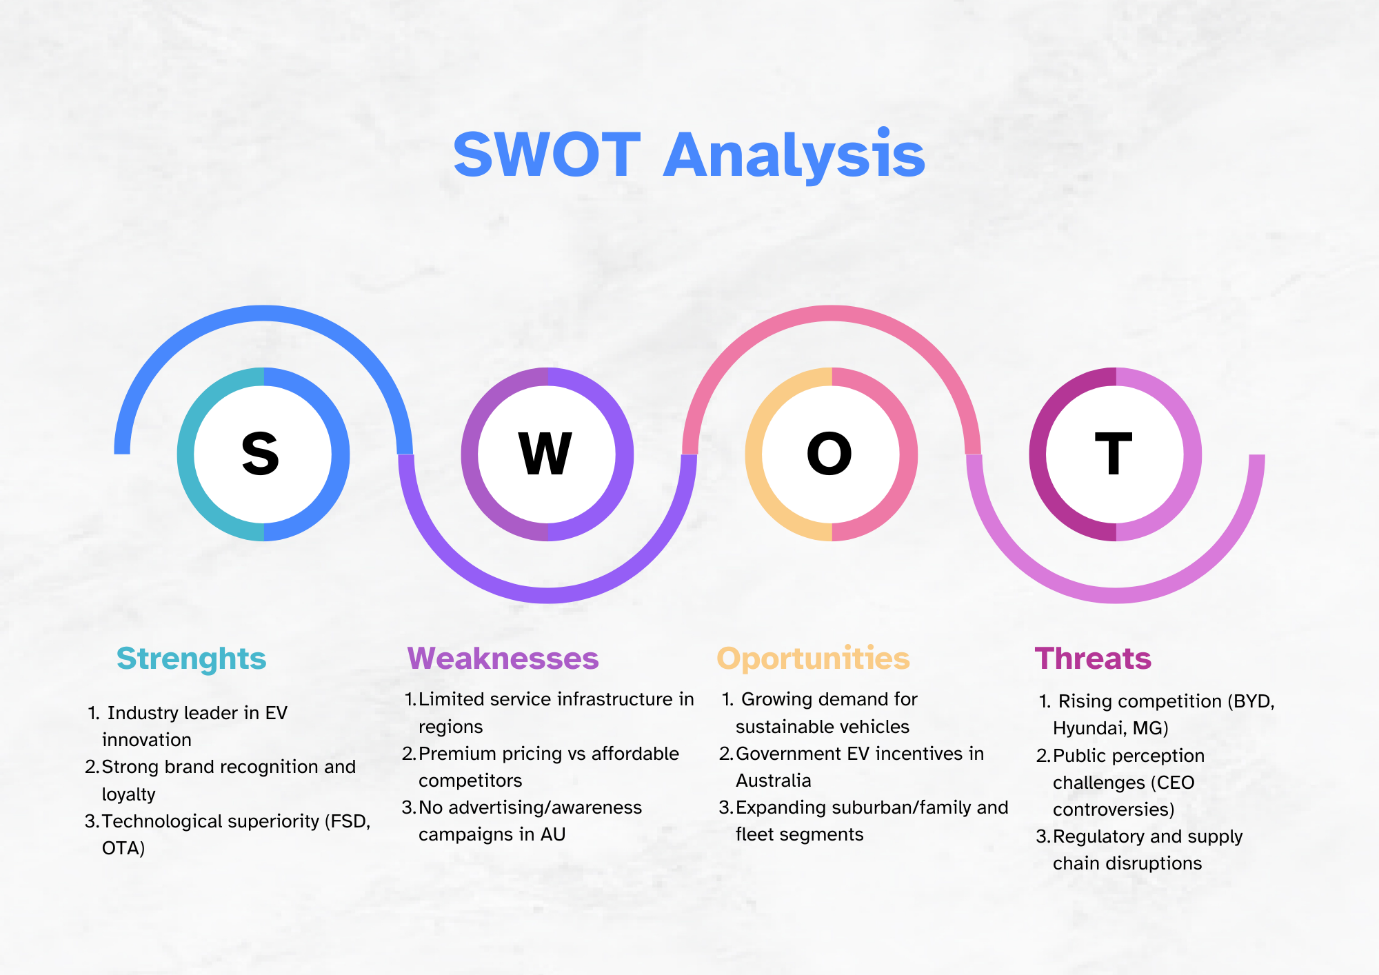 SWOT Analysis
S
W
O
T
Strenghts
1. Industry leader in EV
innovation
2.Strong brand recognition and
loyalty
3.Technological superiority (FSD,
OTA)
Weaknesses
1.Limited service infrastructure in
regions
2.Premium pricing vs affordable
competitors
3.No advertising/awareness
campaigns in AU
Oportunities
1. Growing demand for
sustainable vehicles
2.Government EV incentives in
Australia
3.Expanding suburban/family and
fleet segments
Threats
1. Rising competition (BYD,
Hyundai, MG)
2.Public perception
challenges (CEO
controversies)
3.Regulatory and supply
chain disruptions